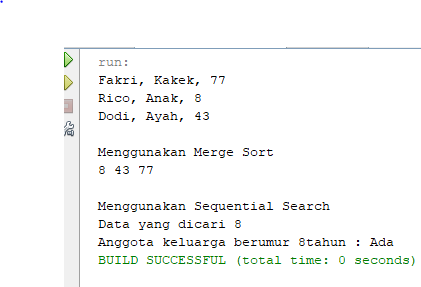 run:
Fakri, Kakek, 77
Rico, Anak, 8
Dodi, Ayah, 43
Menggunakan Merge Sort
8 43 77
Menggunakan Sequential Search
Data yang dicari 8
Anggota keluarga berumur 8tahun : Ada
BUILD SUCCESSFUL (total time: 0 seconds)